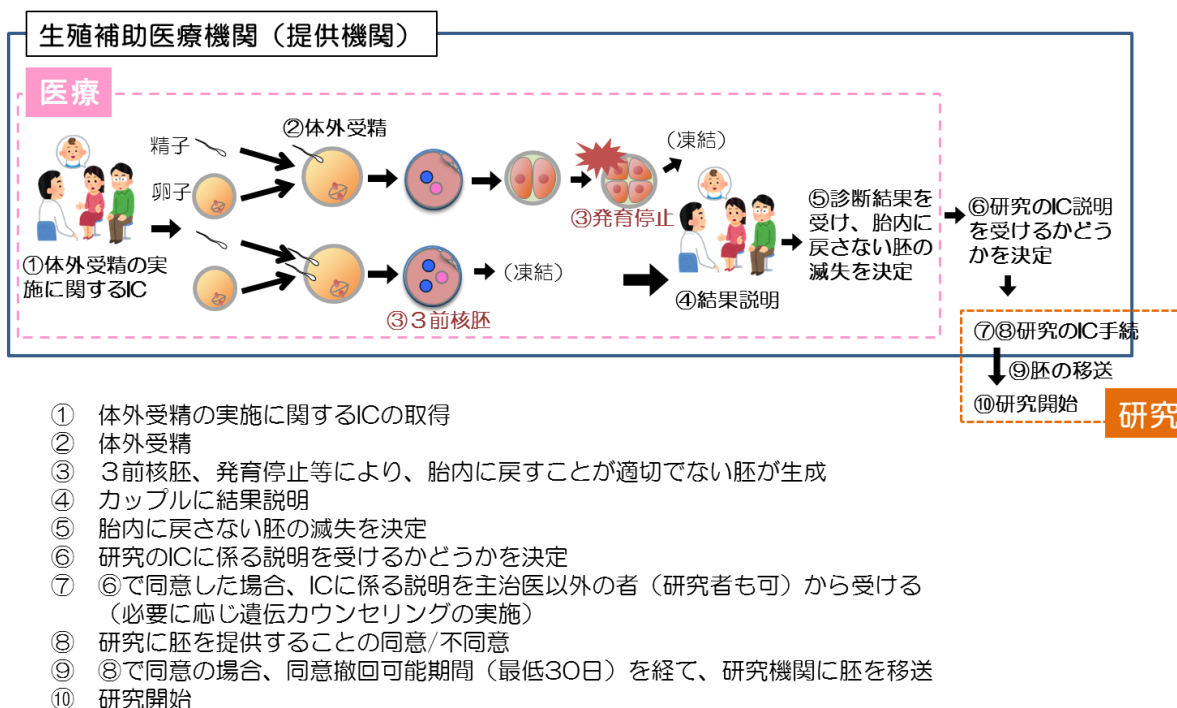 生殖補助医療機関（提供機関）
医療
精子
卵子
②体外受精
③発育停止
（凍結）
①体外受精の実
施に関するIC
③３前核胚
（凍結）
④結果説明
⑤診断結果を
受け、胎内に
戻さない胚の
滅失を決定
⑥研究のIC説明
を受けるかどう
かを決定
⑦⑧研究のIC手続
⑨胚の移送
⑩研究開始
研究
①　体外受精の実施に関するICの取得
②　体外受精
③　３前核胚、発育停止等により、胎内に戻すことが適切でない胚が生成
④　カップルに結果説明
⑤　胎内に戻さない胚の滅失を決定
⑥　研究のICに係る説明を受けるかどうかを決定
⑦　⑥で同意した場合、ICに係る説明を主治医以外の者（研究者も可）から受ける
（必要に応じ遺伝カウンセリングの実施）
⑧　研究に胚を提供することの同意/不同意
⑨　⑧で同意の場合、同意撤回可能期間（最低30日）を経て、研究機関に胚を移送
⑩　研究開始